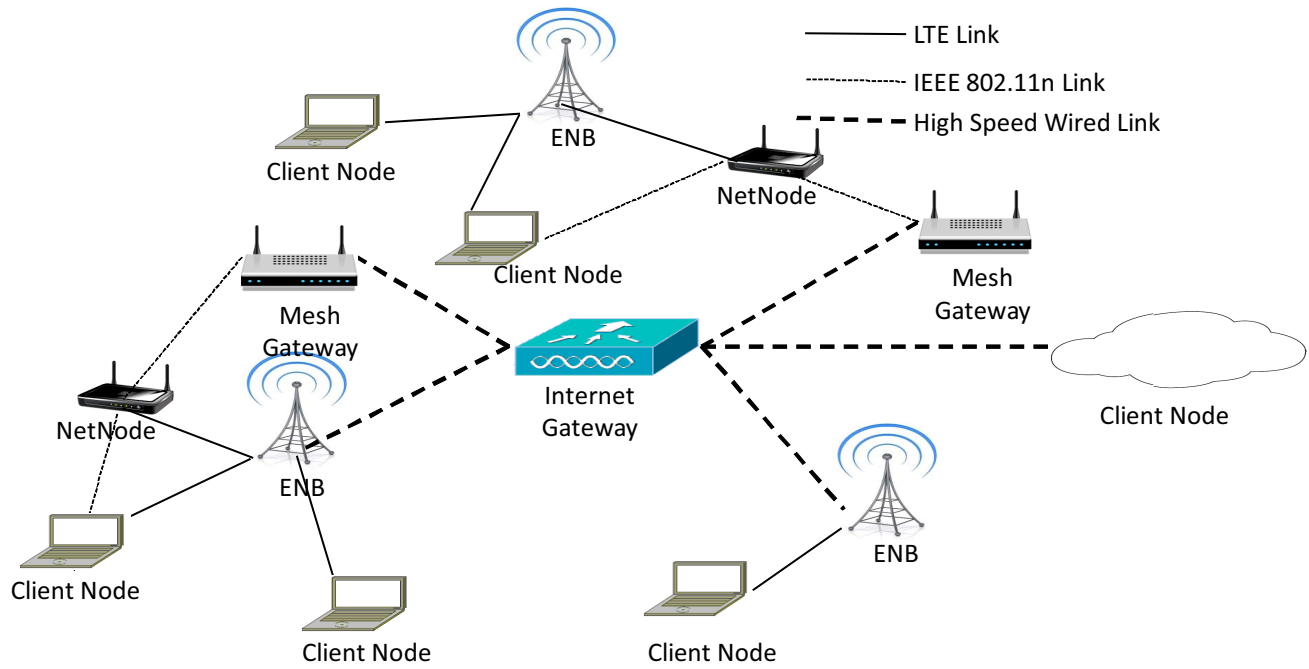 LTE Link
IEEE 802.11n Link
High Speed Wired Link
ENB
Client Node
NetNode
Client Node
Mesh
Gateway
Mesh
Gateway
Internet
Gateway
Client Node
NetNode
ENB
ENB
Client Node
Client Node
Client Node